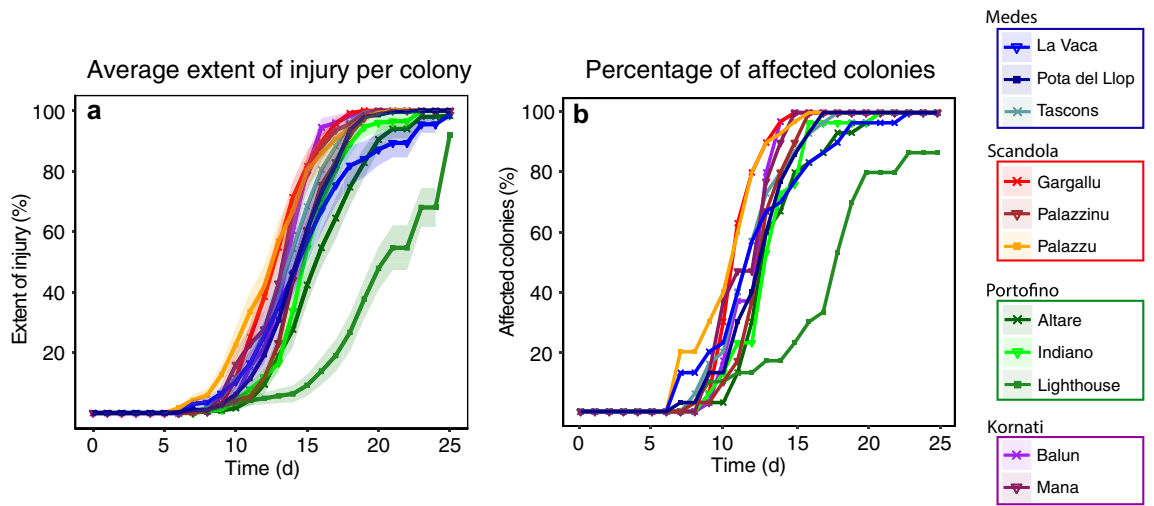 Average extent of injury per colony
a
Extent of injury (%)
100
80
60
40
20
0 5 10 15 20 25
Time (d)
Percentage of affected colonies
b
Affected colonies (%)
100
80
60
40
20
0 5 10 15 20 25
Time (d)
Medes
La Vaca
Pota del Llop
Tascons
Scandola
Gargallu
Palazzinu
Palazzu
Portofino
Altare
Indiano
Lighthouse
Kornati
Balun
Mana